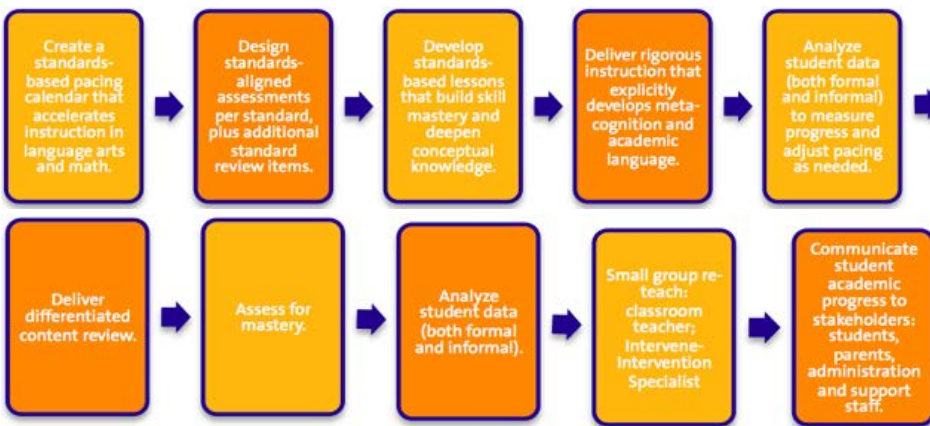 Create a
standards-
based pacing
calendar that
accelerates
instruction in
language arts
and math.
Design
standards-
aligned
assessments
per standard,
plus additional
standard
review items.
Develop
standards-
based lessons
that build skill
mastery and
deepen
conceptual
knowledge.
Deliver rigorous
instruction that
explicitly
develops meta-
cognition and
academic
language.
Analyze
student data
(both formal
and informal)
to measure
progress and
adjust pacing
as needed.
Deliver
differentiated
content review.
Assess for
mastery.
Analyze
student data
(both formal
and informal).
Small group re-
teach:
classroom
teacher;
Intervene-
Intervention
Specialist
Communicate
student
academic
progress to
stakeholders:
students,
parents,
administration
and support
staff.